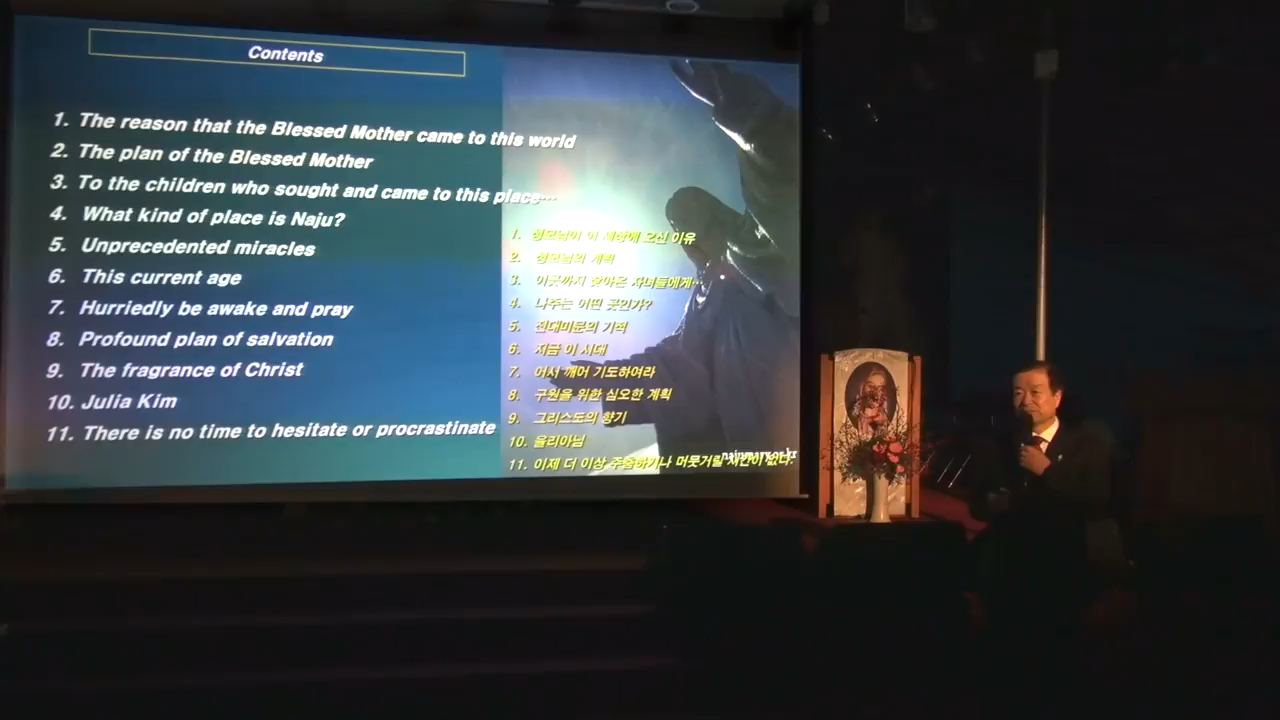 Contents
1. The reason that the Blessed Mother came to this world
2. The plan of the Blessed Mother
3. To the children who sought and came to this place…
4. What kind of place is Naju?
5. Unprecedented miracles
6. This current age
7. Hurriedly be awake and pray
8. Profound plan of salvation
9. The fragrance of Christ
10. Julia Kim
11. There is no time to hesitate or procrastinate
1. 성모님이 이 세상에 오신 이유
2. 성모님의 계획
3. 이곳까지 찾아온 자녀들에게…
4. 나주는 어떤 곳인가?
5. 전대미문의 기적
6. 지금 이 시대
7. 어서 깨어 기도하여라
8. 구원을 위한 심오한 계획
9. 그리스도의 향기
10. 율리아님
11. 이제 더 이상 주춤하거나 머뭇거릴 시간이 없다.